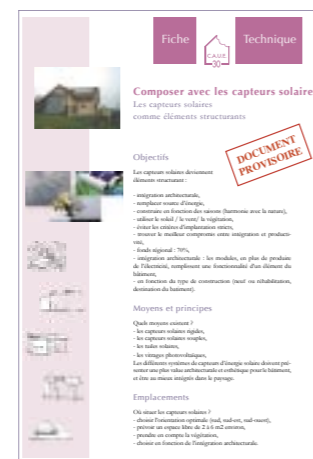 Fiche
CAUE
30
Technique
Composer avec les capteurs solaire
Les capteurs solaires
comme éléments structurants
DOCUMENT
PROVISOIRE
Objectifs
Les capteurs solaires deviennent
éléments structurant :
- intégration architecturale,
- remplacer source d'énergie,
- construire en fonction des saisons (harmonie avec la nature),
- utiliser le soleil / le vent/ la végétation,
- éviter les critères d'implantation
- trouver le meilleur compromis entre intégration et producti-
vité,
- fonds régional : 70%,
- intégration architecturale : les modules, en plus de produire
de l'électricité, remplissent une fonctionnalité d'un élément du
bâtiment,
- en fonction du type de construction (neuf ou réhabilitation,
destination du batiment).
Moyens et principes
Quels moyens existent ?
- les capteurs solaires rigides,
- les capteurs solaires souples,
- les tuiles solaires,
- les vitrages photovoltaïques,
Les différents systèmes de capteurs d'énergie solaire doivent pré-
senter une plus value architecturale et esthétique pour le bâtiment,
et être au mieux intégrés dans le paysage.
Emplacements
Où situer les capteurs solaires ?
- choisir l'orientation optimale (sud, sud-est, sud-ouest),
- prévoir un espace libre de 2 à 6 m2 environ,
- prendre en compte la végétation,
- choisir en fonction de l'intégration architecturale.